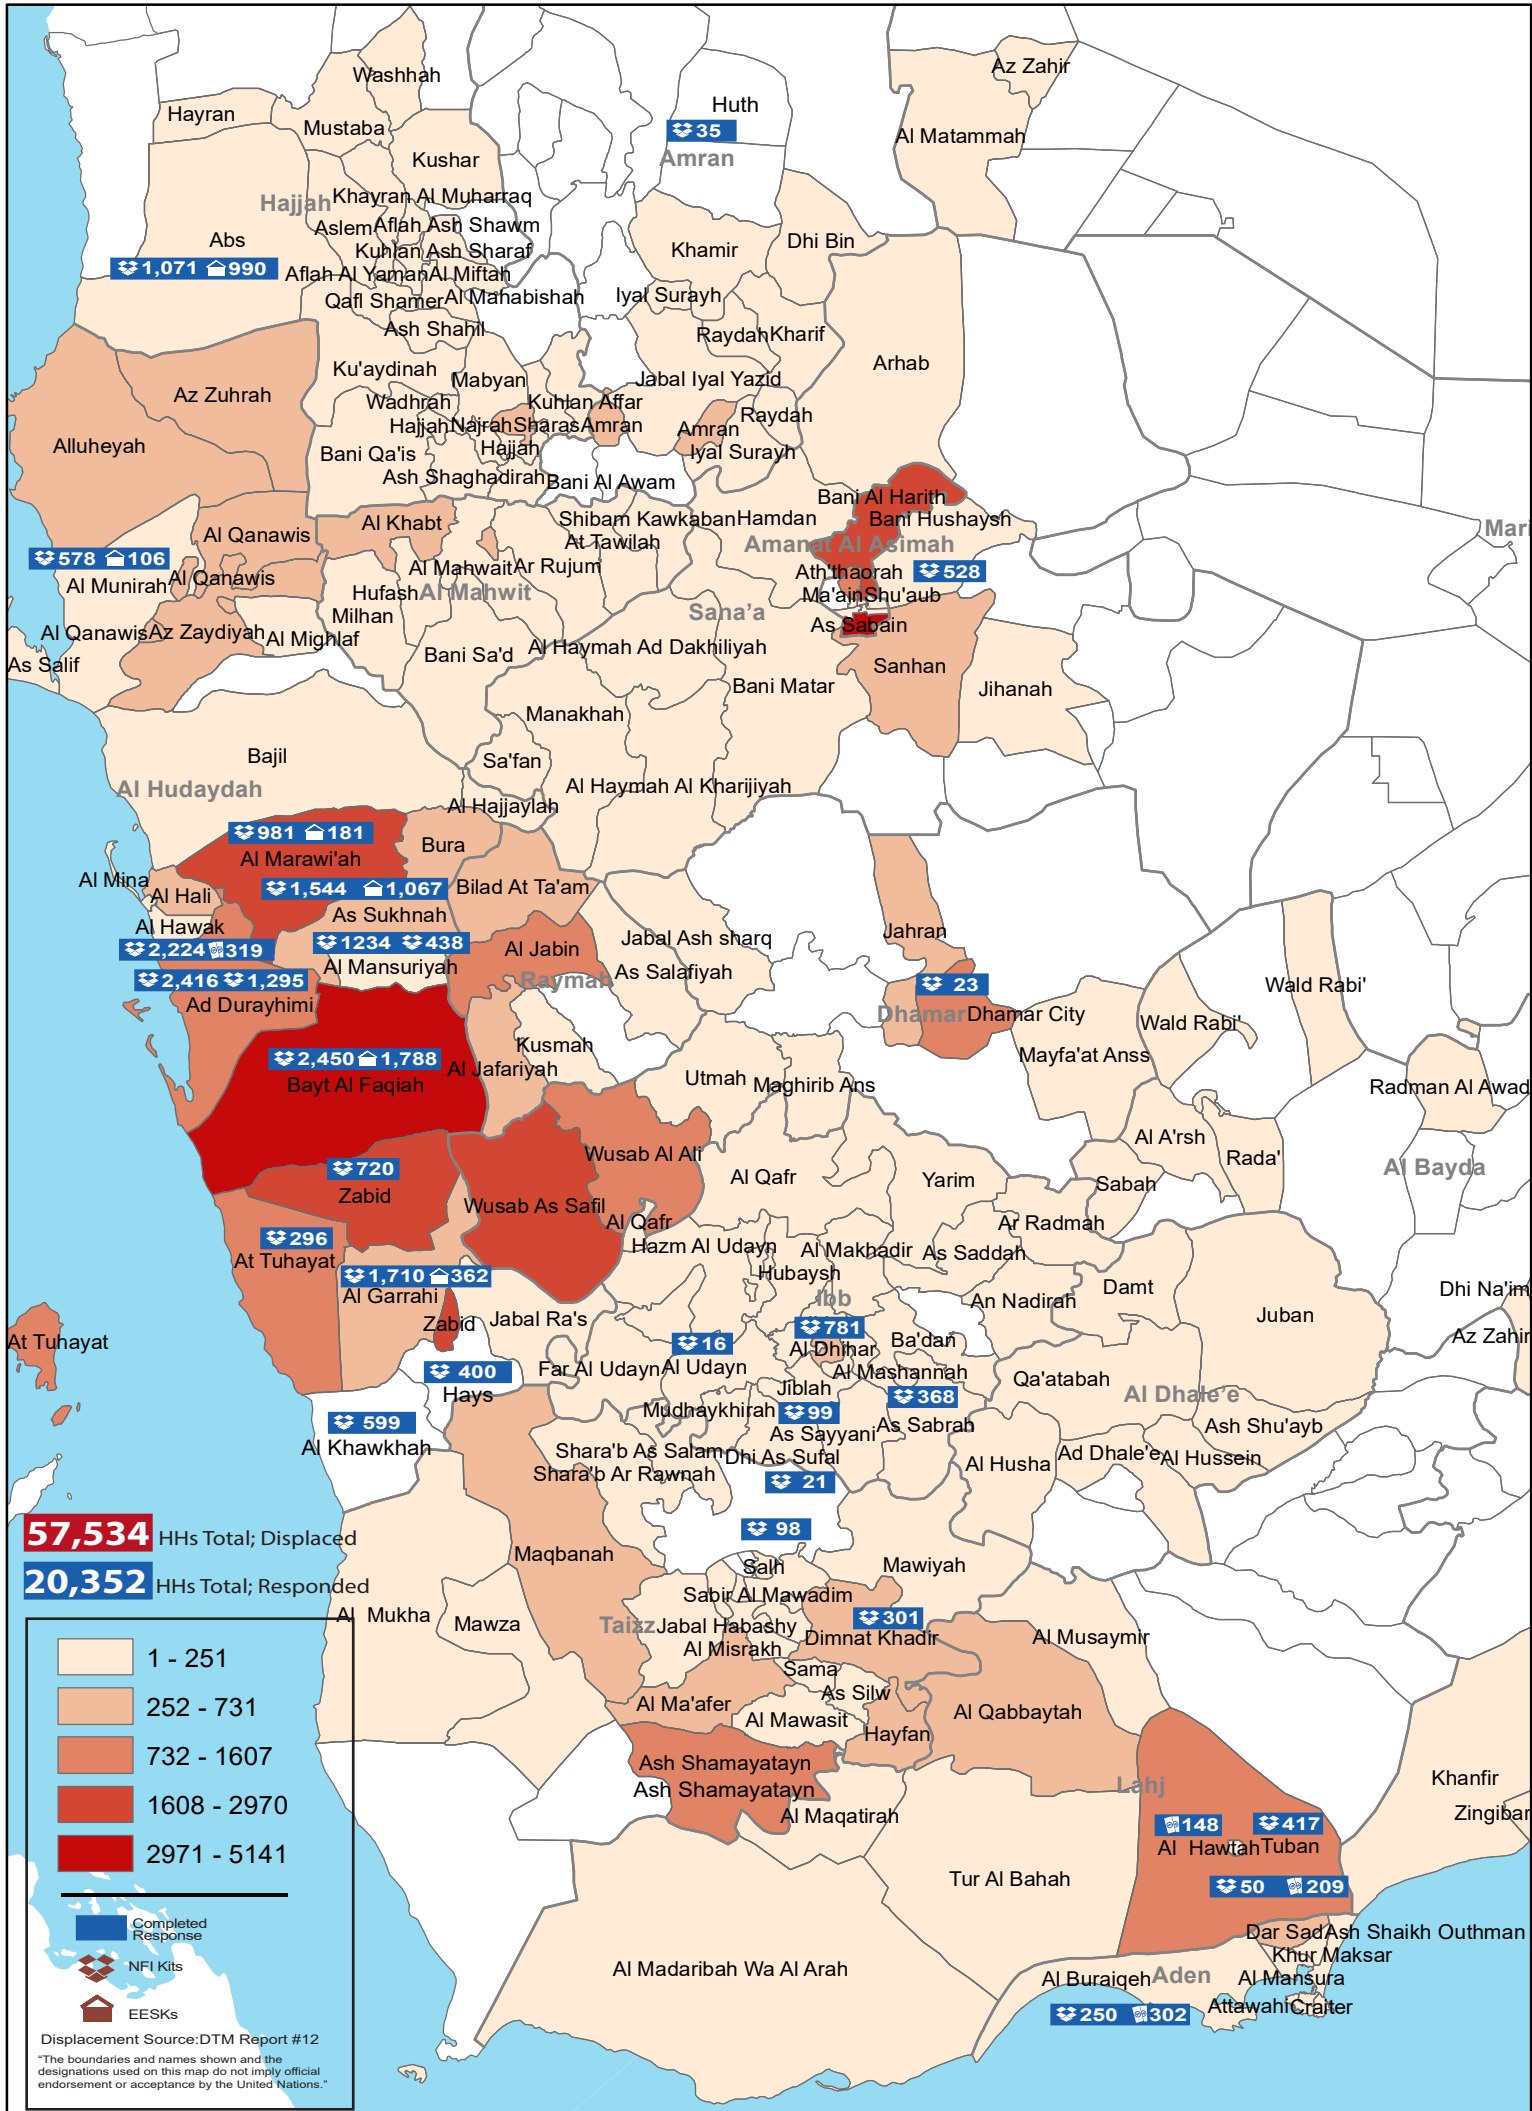 Washhah
Az Zahir
Hayran
Huth
35
Mustaba
Al Matammah
Amran
Kushar
Hajjah
Khayran Al Muharraq
Aslem
Aflah Ash Shawm
Abs
Kuhlan Ash Sharaf
Khamir
Dhi Bin
1,071 990
Aflah Al Yaman
Al Miftah
Qafl Shamer
Al Mahabishah
Iyal Surayh
Ash Shahil
Raydah
Kharif
Ku'aydinah
Arhab
Az Zuhrah
Mabyan
Jabal Iyal Yazid
Wadhrah
Kuhlan Affar
Raydah
Hajjah
Najrah
Sharas
Amran
Amran
Alluheyah
Bani Qa'is
Hajjah
Iyal Surayh
Ash Shaghadirah
Bani Al Awam
Bani Al Harith
Al Khabt
Shibam Kawkaban
Hamdan
Bani Hushaysh
Mari
Al Qanawis
At Tawilah
Amanat Al Asimah
578 106
Al Mahwait
Ar Rujum
Ath'thaorah
528
Al Munirah
Al Qanawis
Hufash
Al Mahwit
Ma'ain
Shu'aub
Milhan
Sana’a
As Sabain
Al Qanawis
Az Zaydiyah
Al Mighlaf
Bani Sa'd
Al Haymah Ad Dakhiliyah
As Salif
Sanhan
Bani Matar
Jihanah
Manakhah
Bajil
Sa'fan
Al Hudaydah
Al Haymah Al Kharijiyah
Al Hajjaylah
981 181
Bura
Al Marawi'ah
Al Mina
1,544 1,067
Bilad At Ta'am
Al Hali
As Sukhnah
Al Hawak
Jahran
2,224 319
1234 438
Al Jabin
Jabal Ash sharq
Al Mansuriyah
2,416 1,295
Raymah
As Salafiyah
23
Wald Rabi'
Ad Durayhimi
Dhamar
Dhamar City
Wald Rabi'
Kusmah
2,450 1,788
Al Jafariyah
Mayfa'at Anss
Bayt Al Faqiah
Utmah
Maghirib Ans
Radman Al Awad
Al A'rsh
Wusab Al Ali
Rada'
Al Bayda
720
Al Qafr
Yarim
Sabah
Zabid
Wusab As Safil
Al Qafr
Ar Radmah
296
Hazm Al Udayn
Al Makhadir
As Saddah
At Tuhayat
1,710 362
Hubaysh
Damt
Dhi Na'im
Al Garrahi
Ibb
An Nadirah
Juban
Zabid
Jabal Ra's
781
At Tuhayat
16
Al Dhihar
Ba'dan
Az Zahir
400
Far Al Udayn
Al Udayn
Al Mashannah
Hays
Jiblah
368
Qa'atabah
Al Dhale’e
599
Mudhaykhirah
99
As Sabrah
Ash Shu'ayb
Al Khawkhah
As Sayyani
Shara'b As Salam
Dhi As Sufal
Al Husha
Ad Dhale'e
Al Hussein
Shara'b Ar Rawnah
21
57,534 HHs Total; Displaced
98
20,352 HHs Total; Responded
Maqbanah
Salh
Mawiyah
Al Mukha
Mawza
Sabir Al Mawadim
Taizz
Jabal Habashy
301
Al Misrakh
Dimnat Khadir
Al Musaymir
1 - 251
Sama
As Silw
252 - 731
Al Ma'afer
Al Mawasit
Hayfan
Al Qabbaytah
732 - 1607
Ash Shamayatayn
Ash Shamayatayn
Lahj
Khanfir
1608 - 2970
Al Maqatirah
Zingibar
148
417
Al Hawtah
Tuban
2971 - 5141
Tur Al Bahah
50 209
Completed
Response
Dar Sad
Ash Shaikh Outhman
Khur Maksar
NFI Kits
Al Madaribah Wa Al Arah
Al Buraiqeh
Aden
Al Mansura
EESKs
250 302
Attawahi
Craiter
Displacement Source:DTM Report #12
“The boundaries and names shown and the
designations used on this map do not imply official
endorsement or acceptance by the United Nations.”